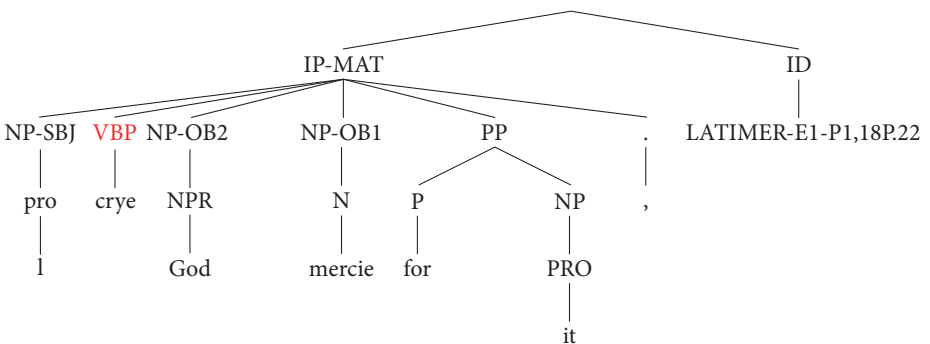 IP-MAT ID
NP-SBJ VBP NP-OB2 NP-OB1 PP . LATIMER-E1-P1,18P.22
pro crye NPR N P NP ,
l God mercie for PRO
it